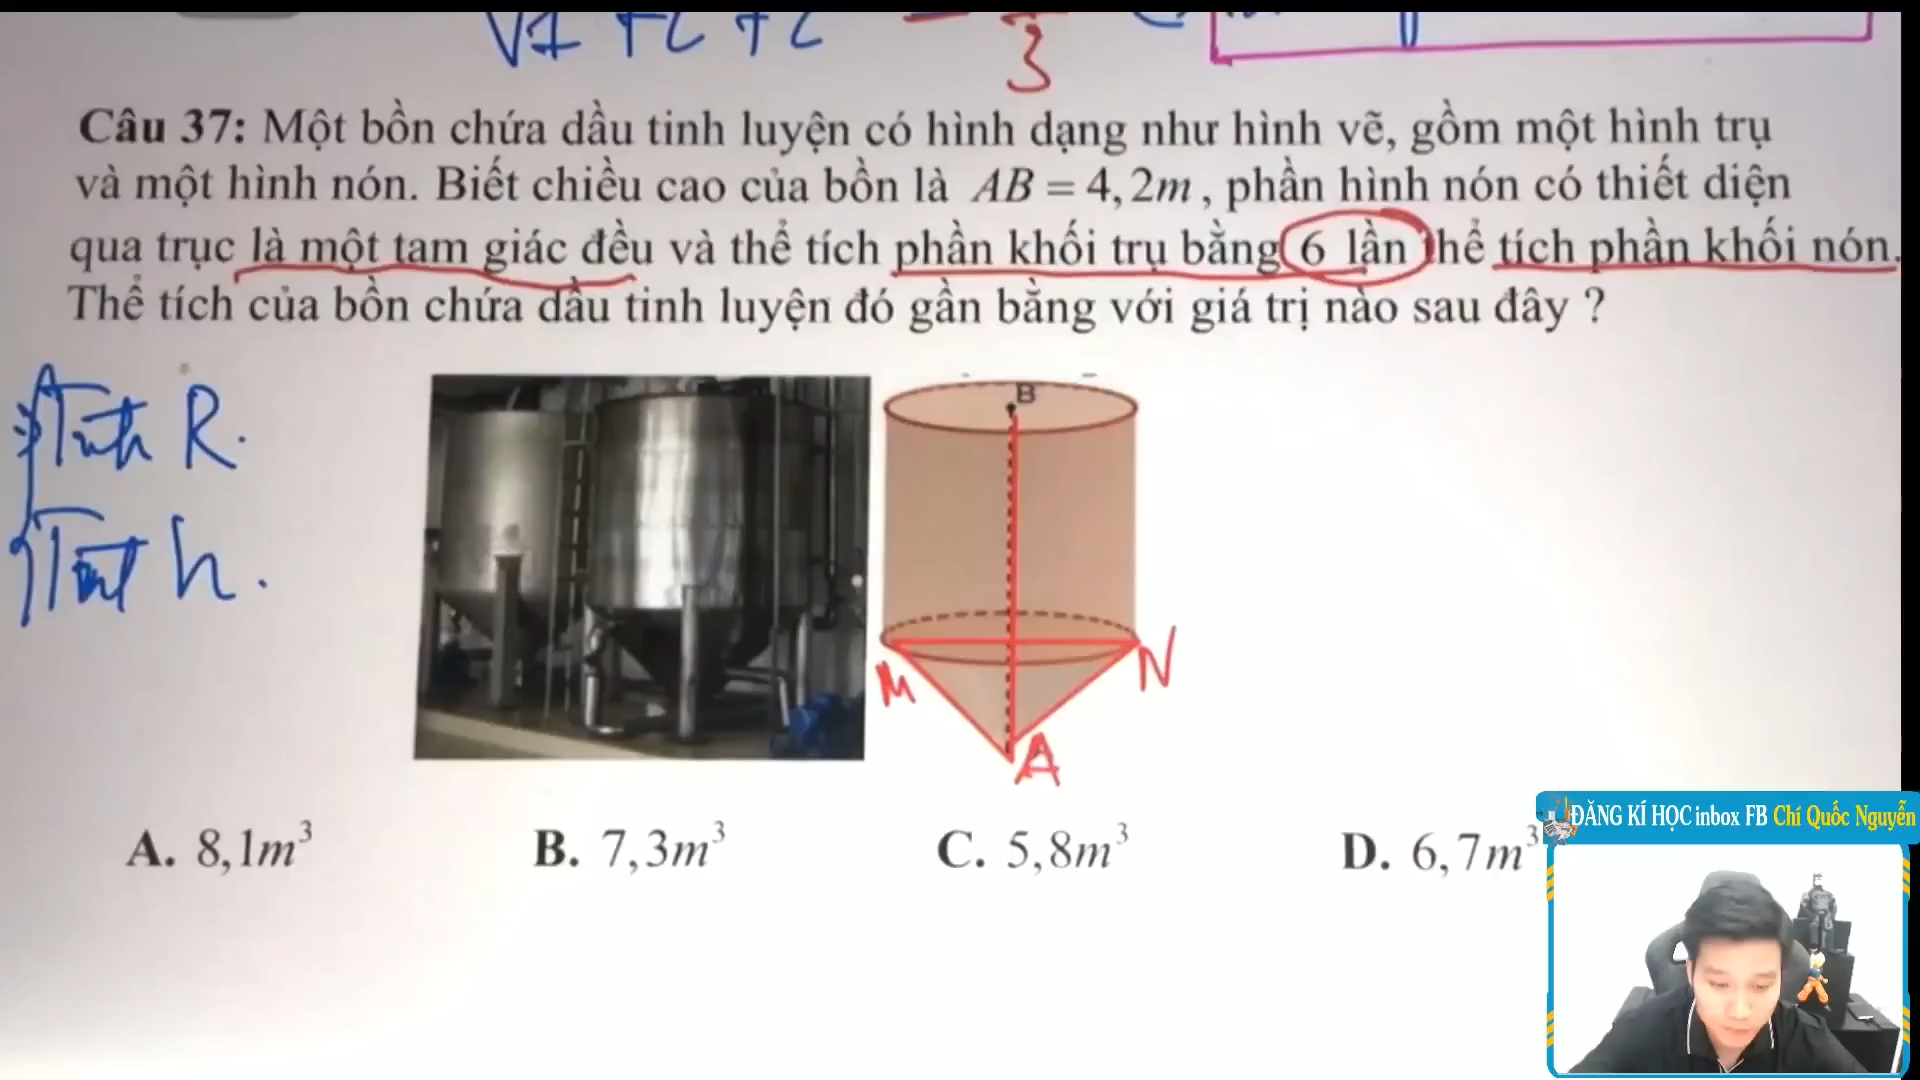 √1 + 2 + 2
3
Câu 37: Một bồn chứa dầu tinh luyện có hình dạng như hình vẽ, gồm một hình trụ
và một hình nón. Biết chiều cao của bồn là AB = 4,2m, phần hình nón có thiết diện
qua trục là một tam giác đều và thể tích phần khối trụ bằng 6 lần thể tích phần khối nón.
Thể tích của bồn chứa dầu tinh luyện đó gần bằng với giá trị nào sau đây ?
Tính R.
Tính h.
B
M
N
A
A. 8,1m³
B. 7,3m³
C. 5,8m³
D. 6,7m³
ĐĂNG KÍ HỌC inbox FB Chí Quốc Nguyễn